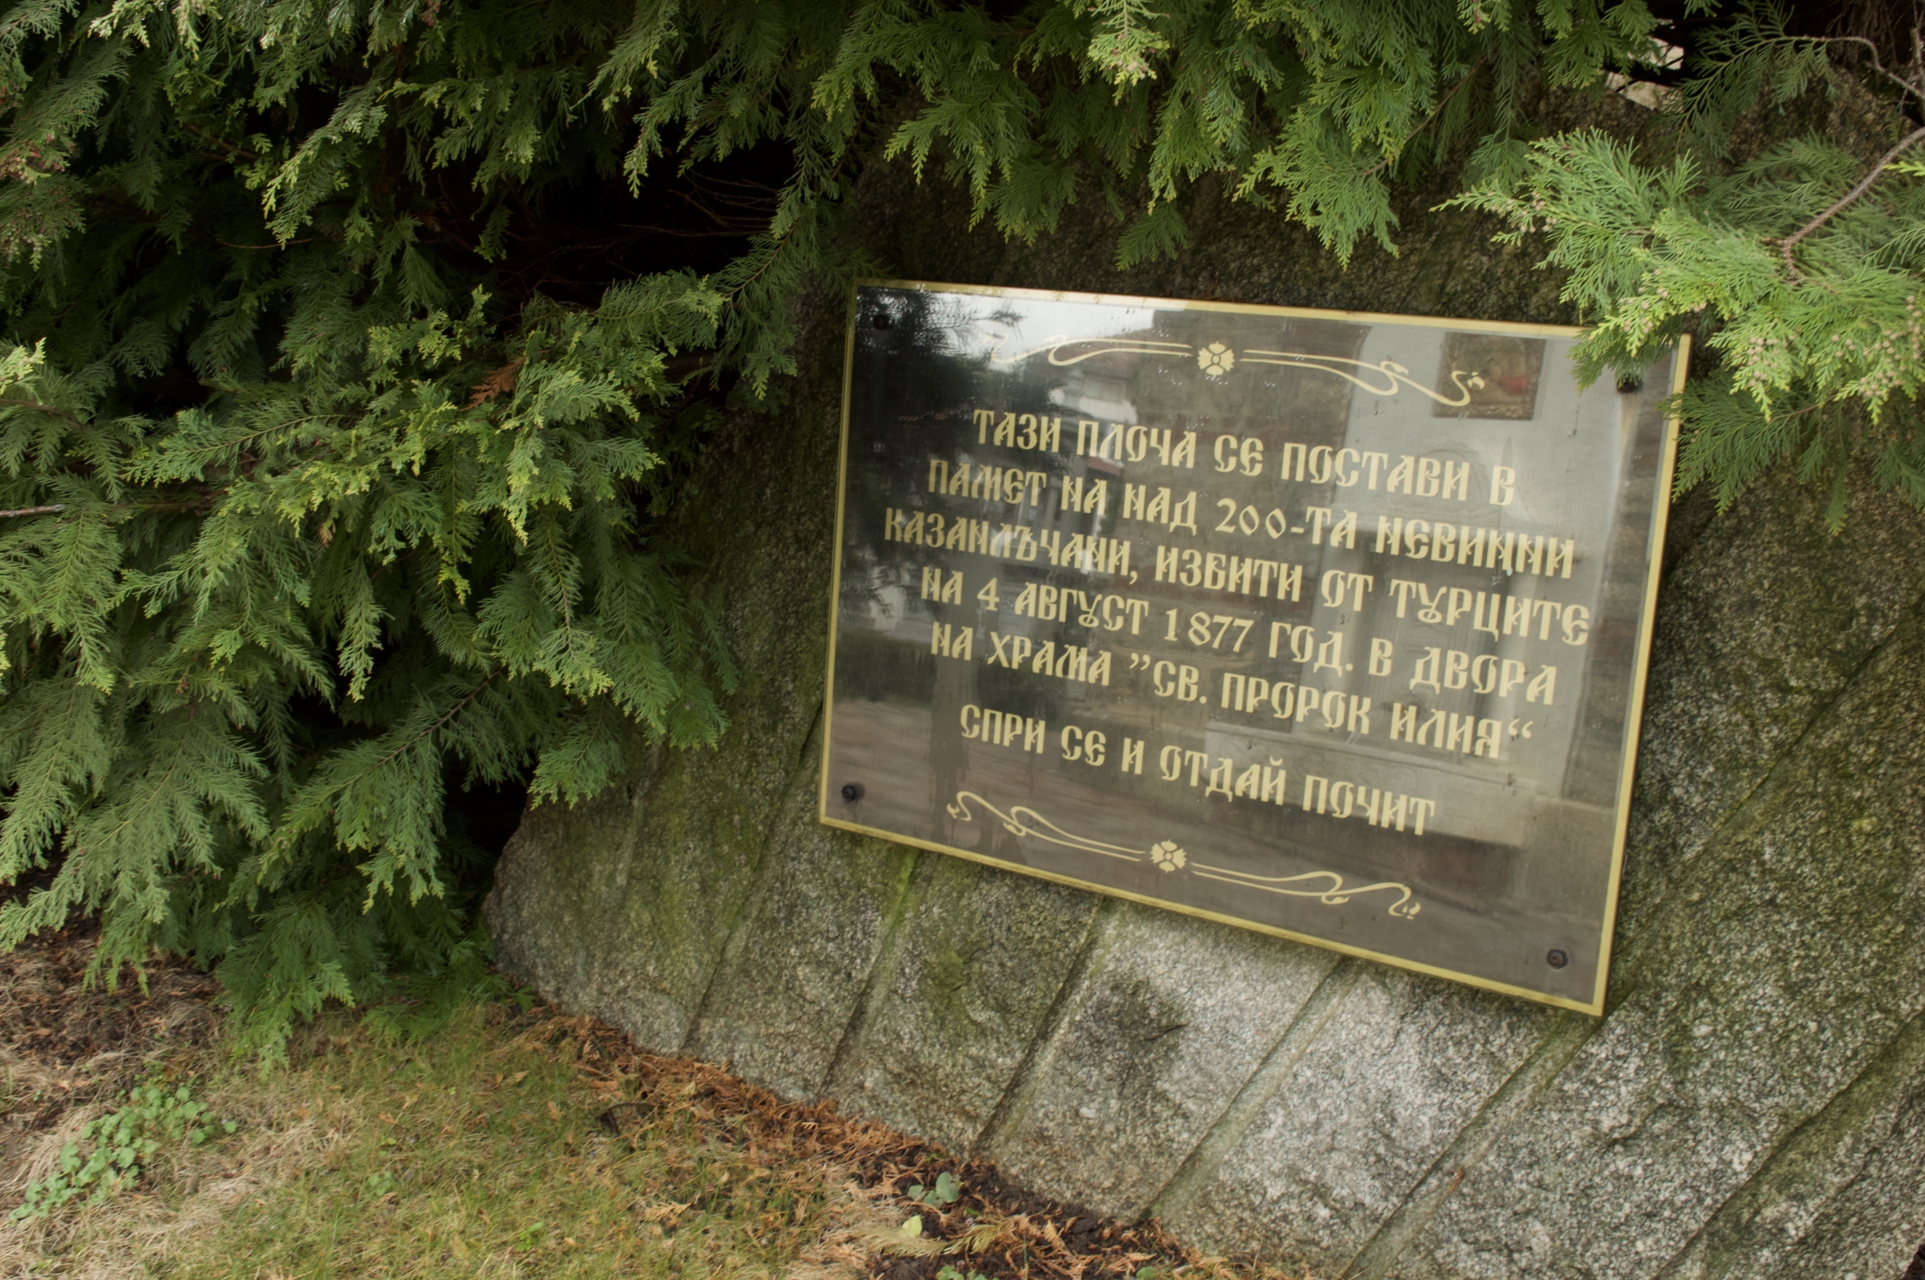 ТАЗИ ПЛОЧА СЕ ПОСТАВИ В
ПАМЕТ НА НАД 200-ТА НЕВИННИ
КАЗАНЛЪЧАНИ, ИЗБИТИ ОТ ТУРЦИТЕ
НА 4 АВГУСТ 1877 ГОД. В ДВОРА
НА ХРАМА ”СВ. ПРОРОК ИЛИЯ“
СПРИ СЕ И ОТДАЙ ПОЧИТ